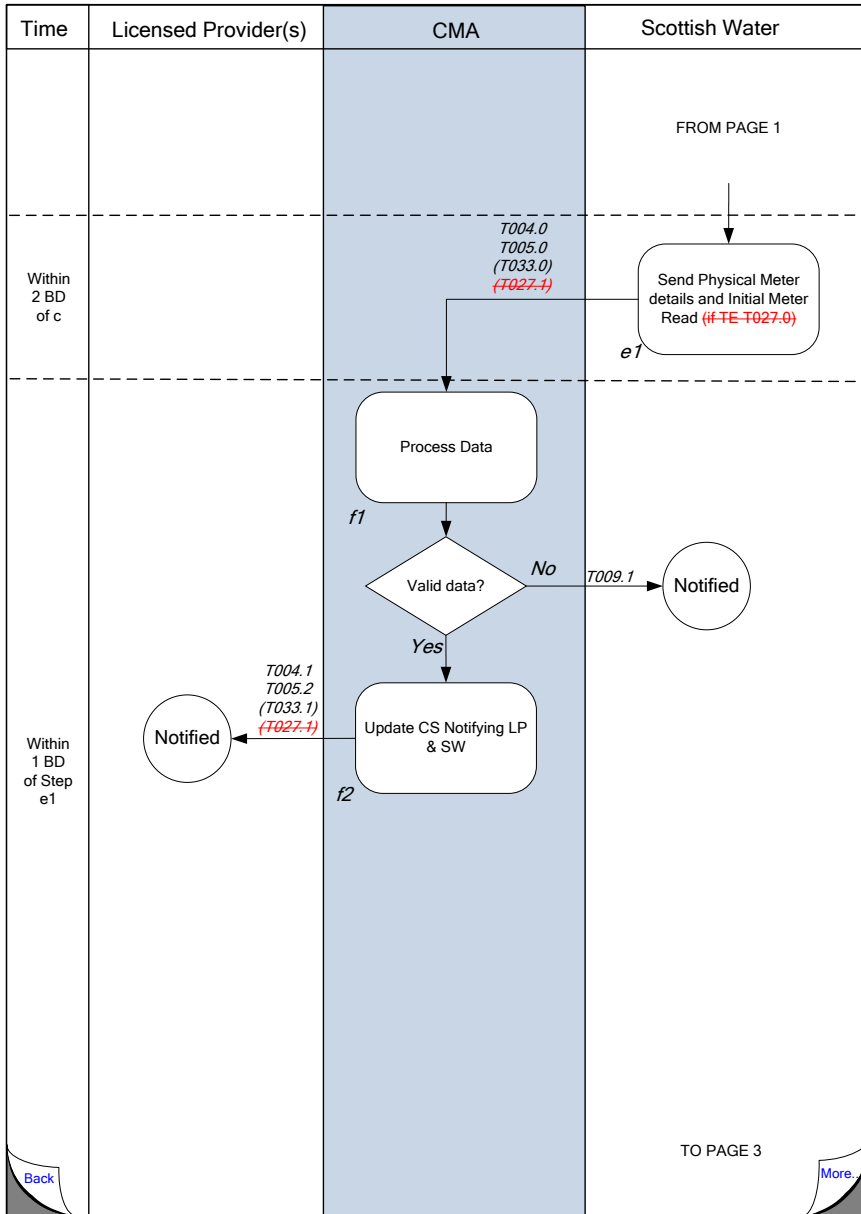 Time
Licensed Provider(s)
CMA
Scottish Water
FROM PAGE 1
Within
2 BD
of c
T004.0
T005.0
(T033.0)
(T027.1)
Send Physical Meter
details and Initial Meter
Read (if TE T027.0)
e1
Process Data
f1
Valid data?
No
T009.1
Notified
Yes
T004.1
T005.2
(T033.1)
(T027.1)
Notified
Update CS Notifying LP
& SW
f2
Within
1 BD
of Step
e1
TO PAGE 3
Back
More..